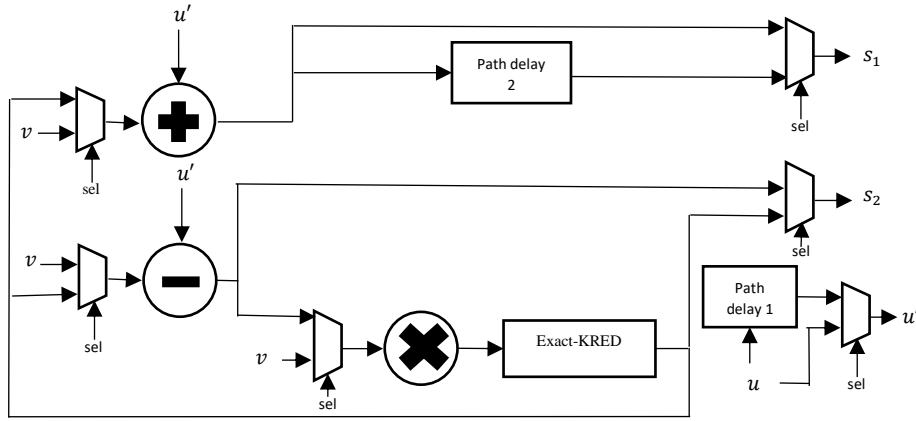 u′
Path delay
2
s₁
v
sel
sel
u′
s₂
v
sel
Path
delay 1
sel
Exact-KRED
v
u′
u
sel
sel